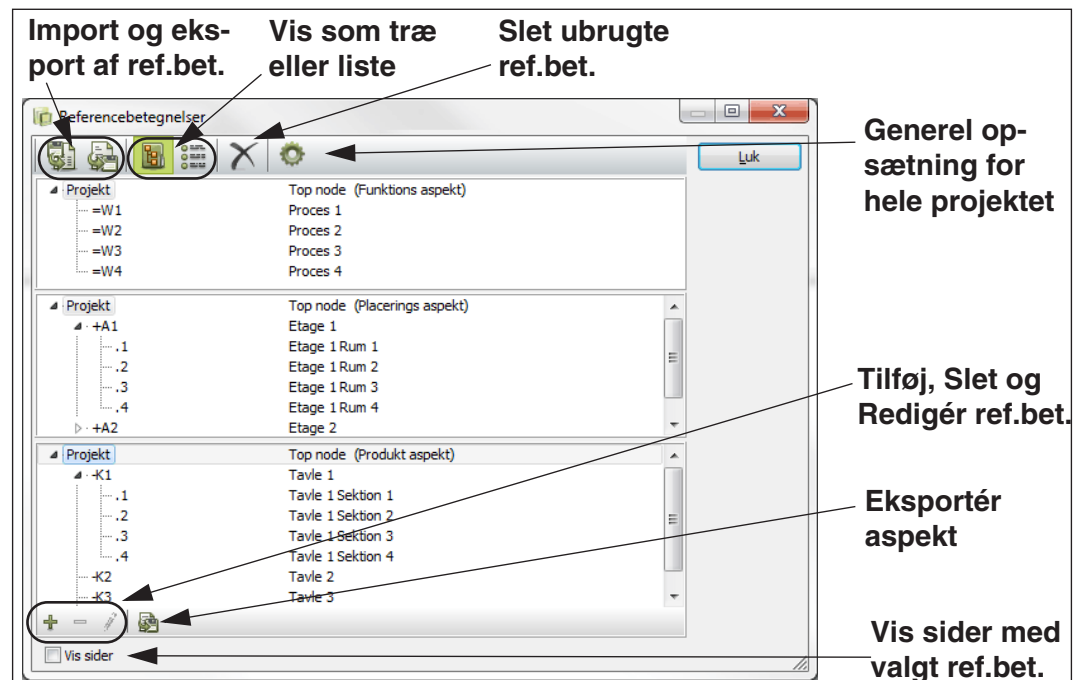 Import og eks-
port af ref.bet.
Vis som træ
eller liste
Slet ubrugte
ref.bet.
Referencebetegnelser
Luk
Generel op-
sætning for
hele projektet
Projekt Top node (Funktions aspekt)
=W1 Proces 1
=W2 Proces 2
=W3 Proces 3
=W4 Proces 4
Projekt Top node (Placerings aspekt)
+A1 Etage 1
.1 Etage 1 Rum 1
.2 Etage 1 Rum 2
.3 Etage 1 Rum 3
.4 Etage 1 Rum 4
+A2 Etage 2
Tilføj, Slet og
Redigér ref.bet.
Projekt Top node (Produkt aspekt)
-K1 Tavle 1
.1 Tavle 1 Sektion 1
.2 Tavle 1 Sektion 2
.3 Tavle 1 Sektion 3
.4 Tavle 1 Sektion 4
-K2 Tavle 2
-K3 Tavle 3
Eksportér
aspekt
Vis sider
Vis sider med
valgt ref.bet.